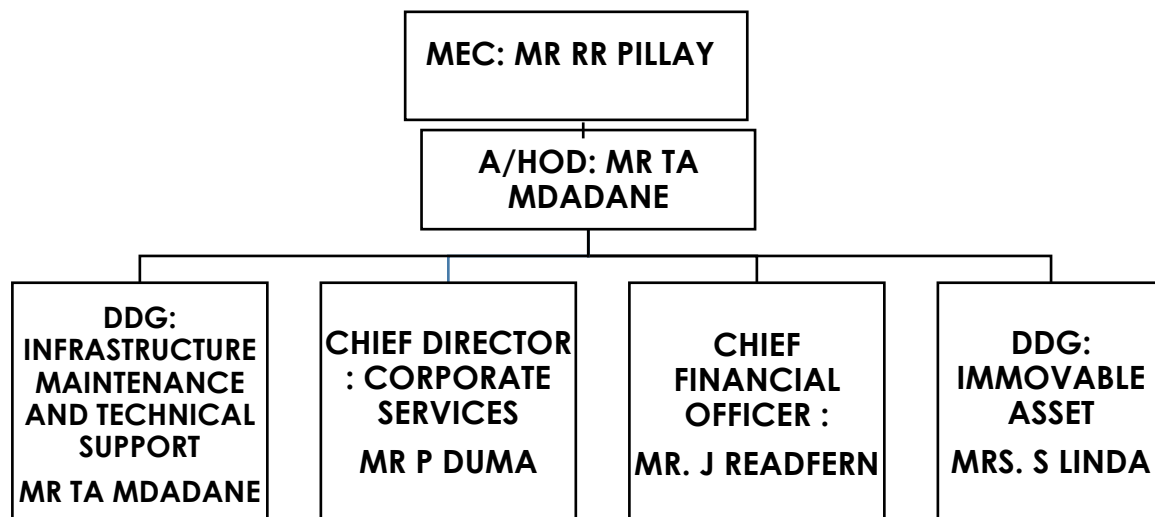 MEC: MR RR PILLAY
A/HOD: MR TA
MDADANE
DDG:
INFRASTRUCTURE
MAINTENANCE
AND TECHNICAL
SUPPORT
MR TA MDADANE
CHIEF DIRECTOR
: CORPORATE
SERVICES
MR P DUMA
CHIEF
FINANCIAL
OFFICER :
MR. J READFERN
DDG:
IMMOVABLE
ASSET
MRS. S LINDA